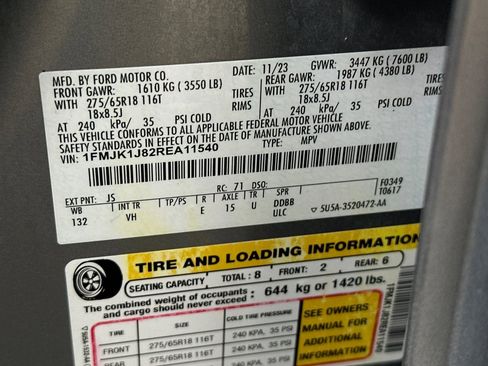 MFD. BY FORD MOTOR CO.
DATE: 11/23 GVWR: 3447 KG (7600 LB)
FRONT GAWR: 1610 KG (3550 LB) REAR GAWR: 1987 KG (4380 LB)
WITH 275/65R18 116T TIRES WITH 275/65R18 116T TIRES
18x8.5J RIMS 18x8.5J RIMS
AT 240 kPa/ 35 PSI COLD AT 240 kPa/ 35 PSI COLD
THIS VEHICLE CONFORMS TO ALL APPLICABLE FEDERAL MOTOR VEHICLE
SAFETY STANDARDS IN EFFECT ON THE DATE OF MANUFACTURE SHOWN ABOVE.
VIN: 1FMJK1J82REA11540
TYPE: MPV
F0349
T0617
EXT PNT: JS RC: 71 DSO:
WB INT TR TP/PS R AXLE TR SPR
132 VH E 15 U DDBB
ULC 5U5A-3520472-AA
TIRE AND LOADING INFORMATION
SEATING CAPACITY TOTAL : 8 FRONT: 2 REAR: 6
The combined weight of occupants and cargo should never exceed : 644 kg or 1420 lbs.
TIRE SIZE COLD TIRE PRESSURE
FRONT 275/65R18 116T 240 KPA, 35 PSI
REAR 275/65R18 116T 240 KPA, 35 PSI
SEE OWNERS
MANUAL FOR
ADDITIONAL
INFORMATION
1FMJK1J82REA11540